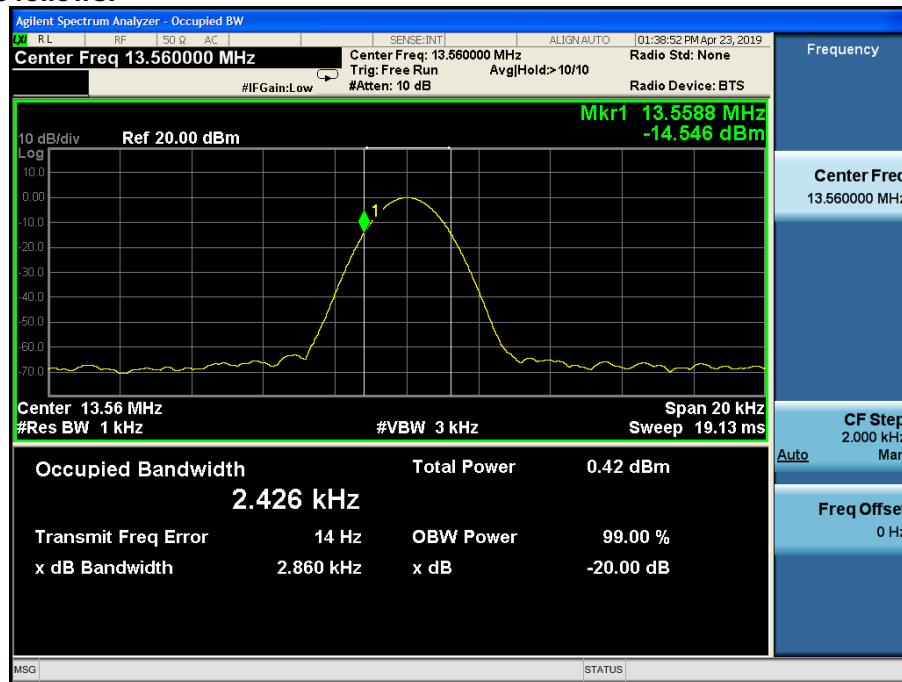 follows:
Agilent Spectrum Analyzer - Occupied BW
LXI RL RF 50 Ω AC SENSE:INT ALIGN AUTO 01:38:52 PM Apr 23, 2019
Center Freq 13.560000 MHz Center Freq: 13.560000 MHz Radio Std: None Frequency
Trig: Free Run Avg|Hold:>10/10
#IFGain:Low #Atten: 10 dB Radio Device: BTS
Mkr1 13.5588 MHz
10 dB/div Ref 20.00 dBm -14.546 dBm
Log
10.0
0.00
-10.0
-20.0
-30.0
-40.0
-50.0
-60.0
-70.0
1
Center 13.56 MHz Span 20 kHz
#Res BW 1 kHz #VBW 3 kHz Sweep 19.13 ms
Occupied Bandwidth Total Power 0.42 dBm
2.426 kHz
Transmit Freq Error 14 Hz OBW Power 99.00 %
x dB Bandwidth 2.860 kHz x dB -20.00 dB
Center Freq
13.560000 MHz
CF Step
2.000 kHz
Auto Man
Freq Offset
0 Hz
MSG STATUS